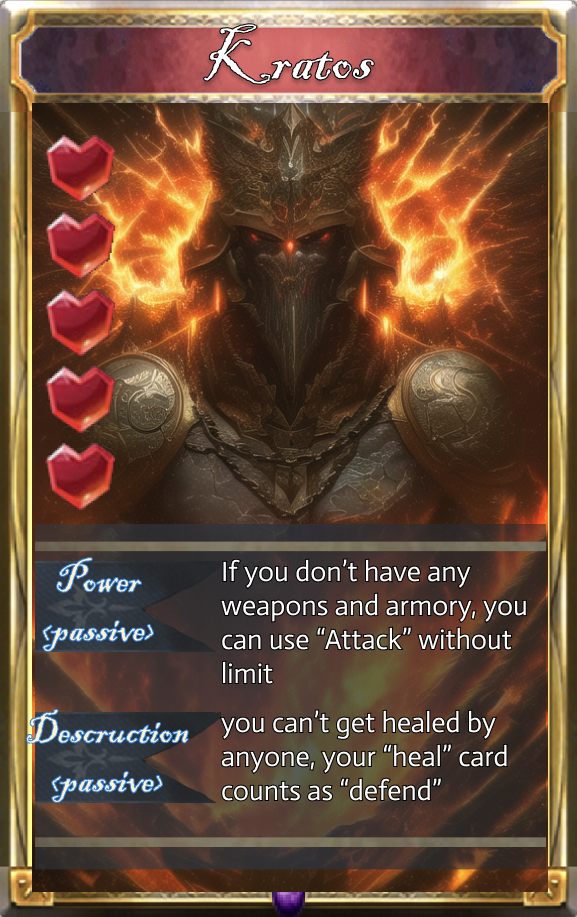 Kratos
Power
<passive>
If you don't have any
weapons and armory, you
can use “Attack” without
limit
Descruction
<passive>
you can't get healed by
anyone, your “heal” card
counts as “defend”